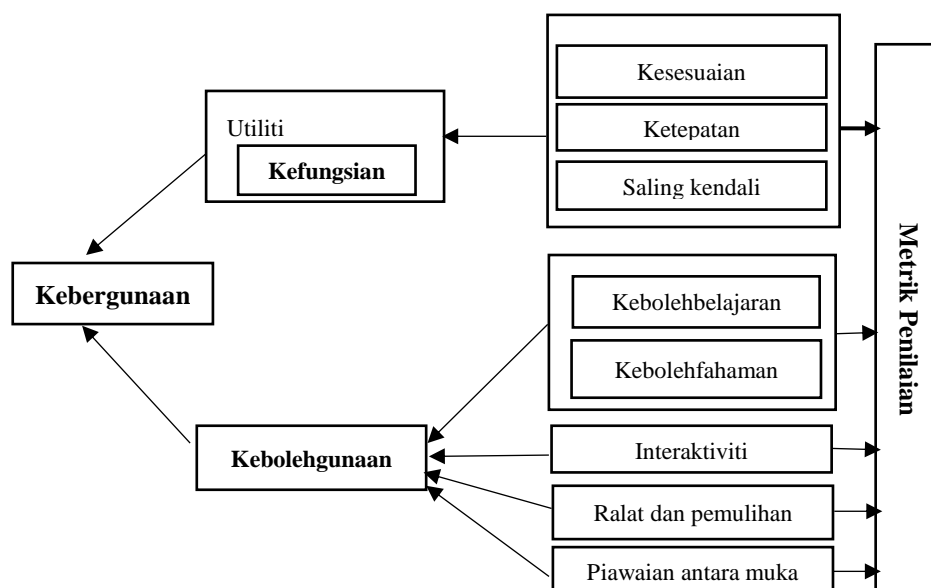 Kesesuaian
Utiliti
Ketepatan
Kefungsian
Saling kendali
Metrik Penilaian
Kebergunaan
Kebolehbelajaran
Kebolehfahaman
Kebolehgunaan
Interaktiviti
Ralat dan pemulihan
Piawaian antara muka